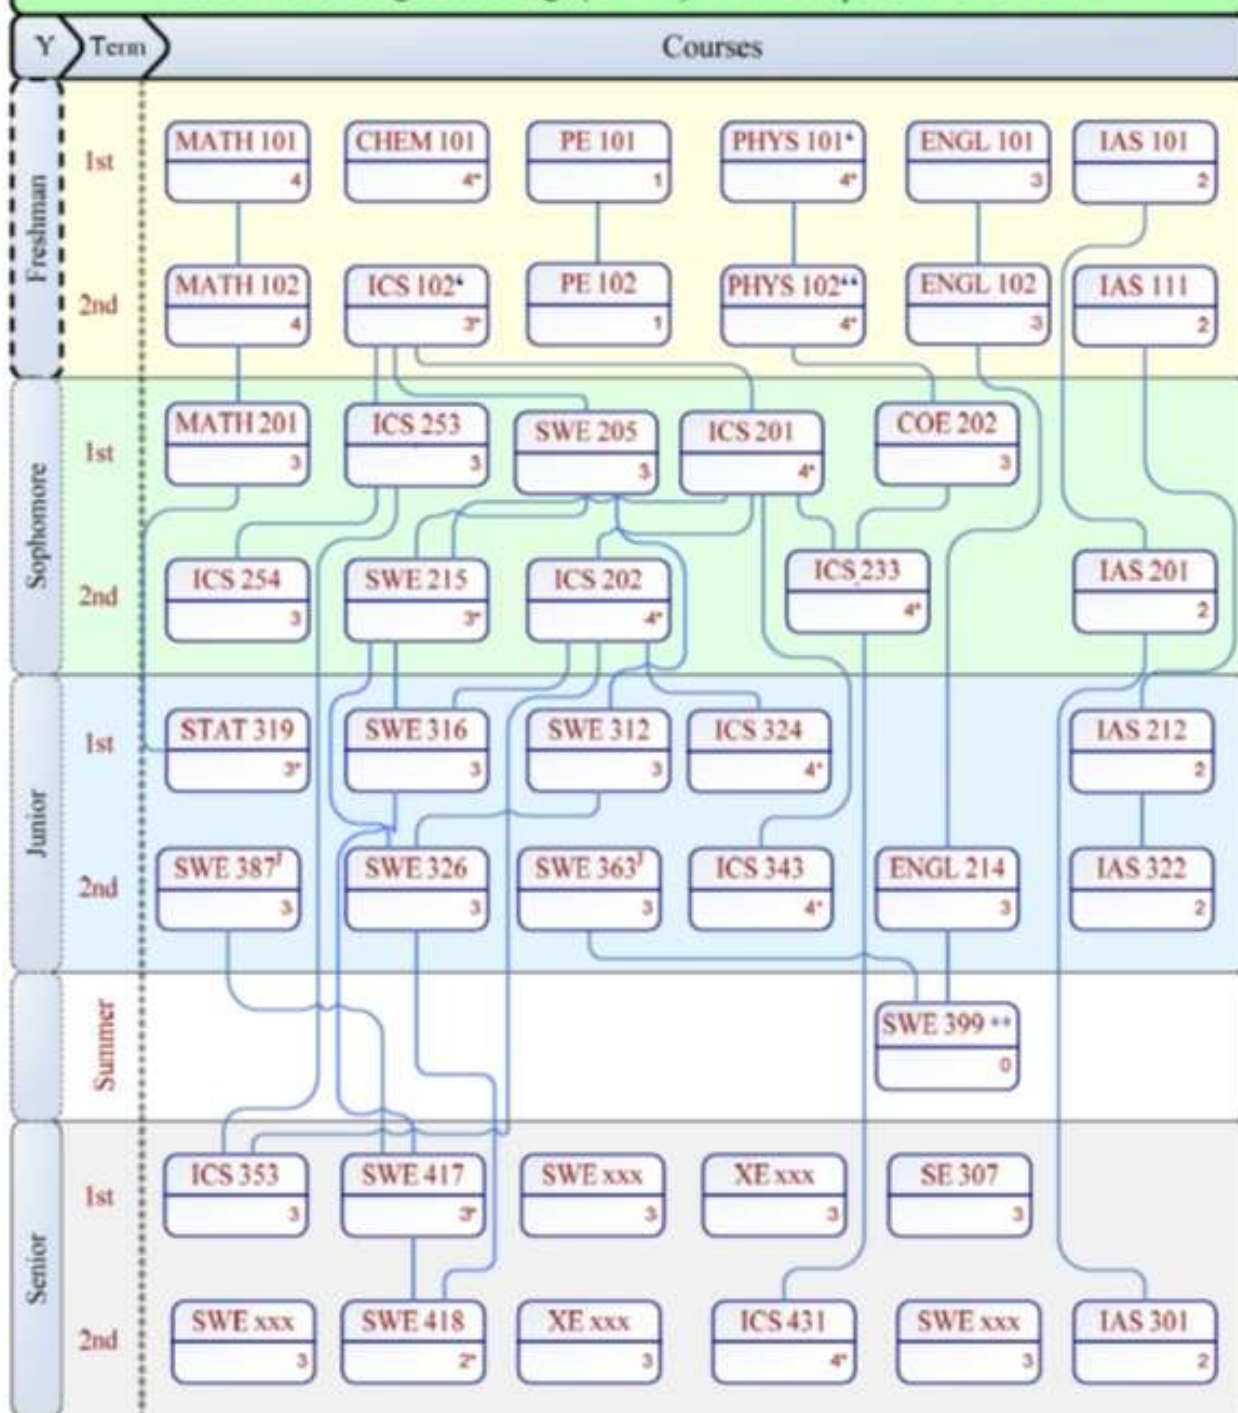 Y Term Courses
Freshman
1st
MATH 101 CHEM 101 PE 101 PHYS 101* ENGL 101 IAS 101
4 4* 1 4* 3 2
2nd
MATH 102 ICS 102* PE 102 PHYS 102** ENGL 102 IAS 111
4 3* 1 4* 3 2
Sophomore
1st
MATH 201 ICS 253 SWE 205 ICS 201 COE 202
3 3 3 4* 3
2nd
ICS 254 SWE 215 ICS 202 ICS 233 IAS 201
3 3* 4* 4* 2
Junior
1st
STAT 319 SWE 316 SWE 312 ICS 324 IAS 212
3* 3 3 4* 2
2nd
SWE 387J SWE 326 SWE 363J ICS 343 ENGL 214 IAS 322
3 3 3 4* 3 2
Summer
SWE 399 **
0
Senior
1st
ICS 353 SWE 417 SWE xxx XE xxx SE 307
3 3* 3 3 3
2nd
SWE xxx SWE 418 XE xxx ICS 431 SWE xxx IAS 301
3 2* 3 4* 3 2